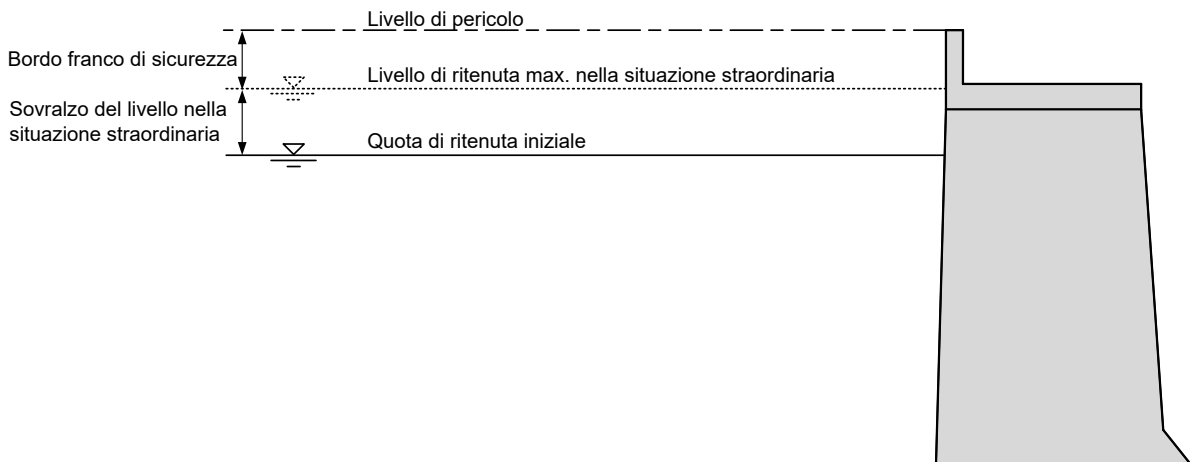 Livello di pericolo
Bordo franco di sicurezza
Livello di ritenuta max. nella situazione straordinaria
Sovralzo del livello nella
situazione straordinaria
Quota di ritenuta iniziale